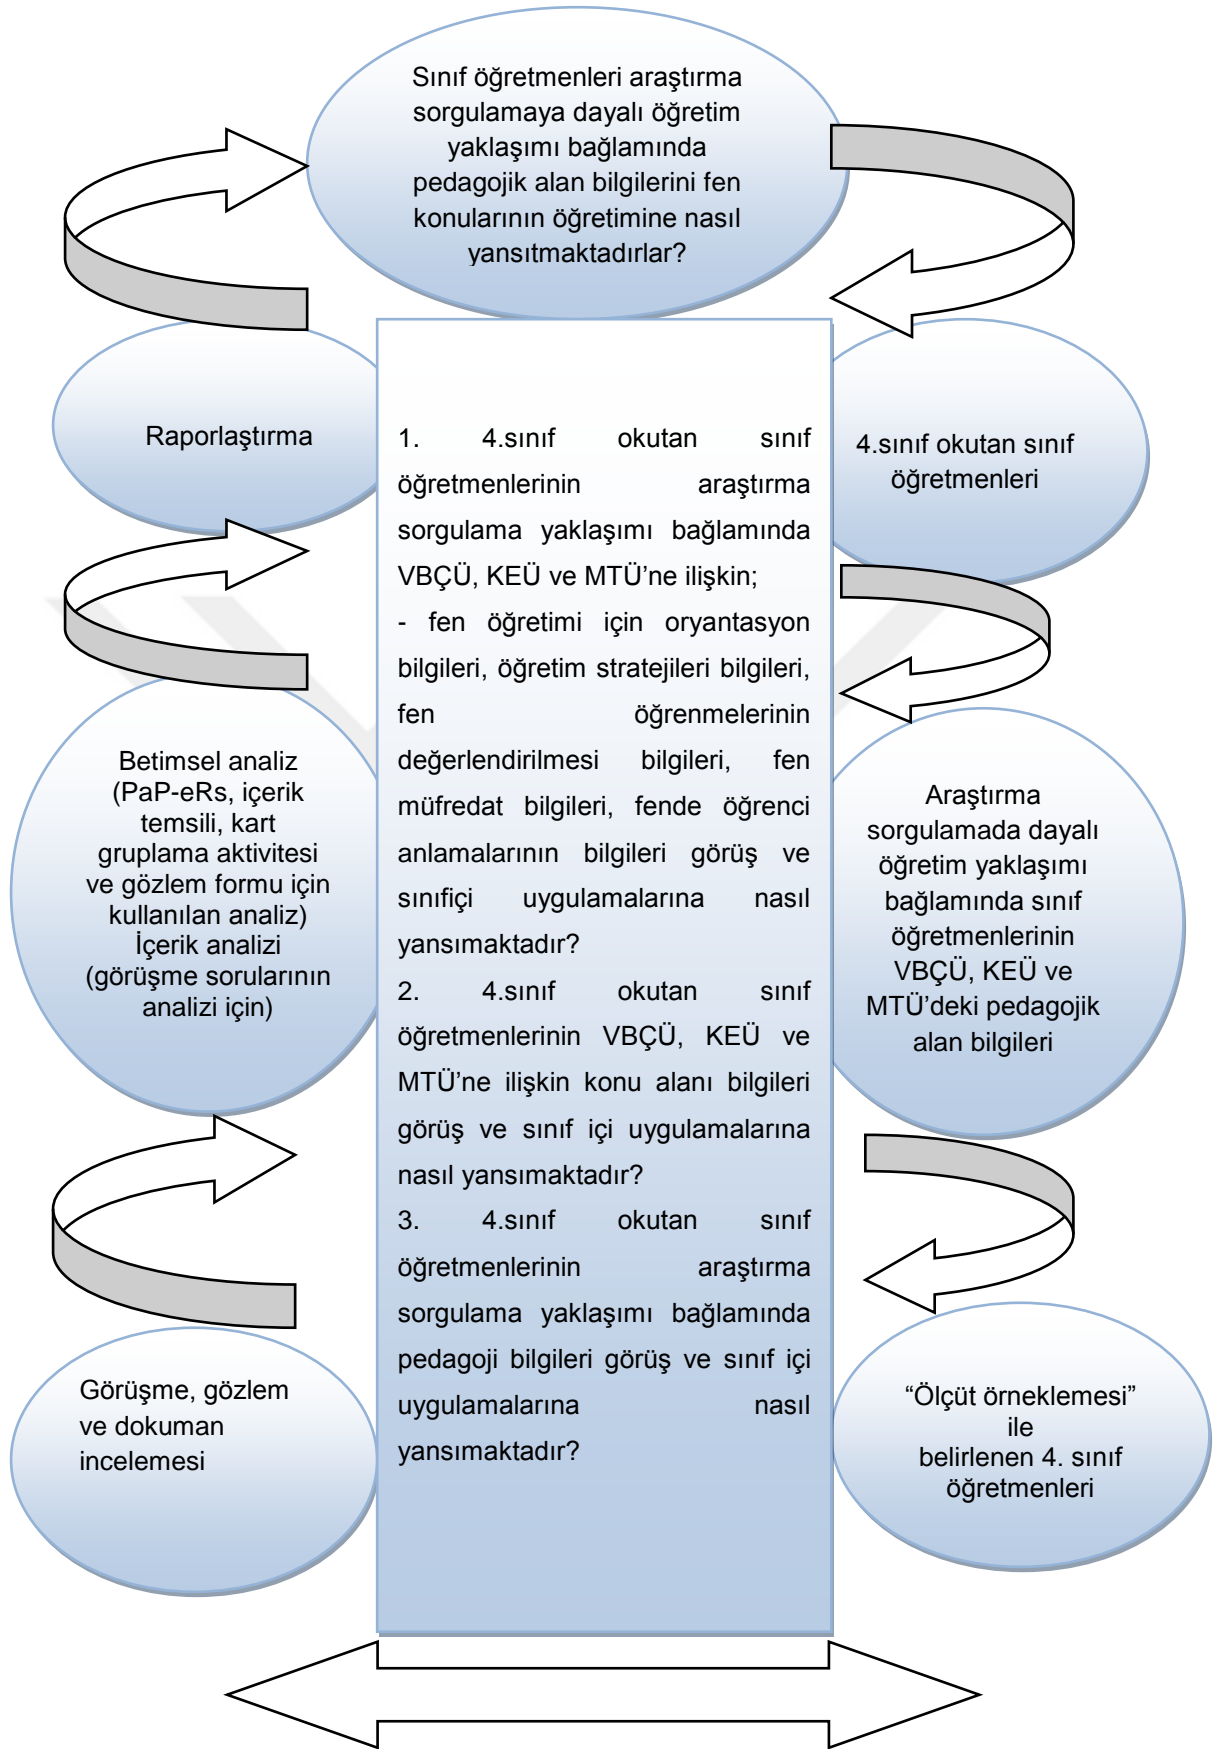 Sınıf öğretmenleri araştırma
sorgulamaya dayalı öğretim
yaklaşımı bağlamında
pedagojik alan bilgilerini fen
konularının öğretimine nasıl
yansıtmaktadırlar?
Raporlaştırma
4.sınıf okutan sınıf
öğretmenleri
1. 4.sınıf okutan sınıf
öğretmenlerinin araştırma
sorgulama yaklaşımı bağlamında
VBÇÜ, KEÜ ve MTÜ’ne ilişkin;
- fen öğretimi için oryantasyon
bilgileri, öğretim stratejileri bilgileri,
fen öğrenmelerinin
değerlendirilmesi bilgileri, fen
müfredat bilgileri, fende öğrenci
anlamalarının bilgileri görüş ve
sınıfiçi uygulamalarına nasıl
yansımaktadır?
2. 4.sınıf okutan sınıf
öğretmenlerinin VBÇÜ, KEÜ ve
MTÜ’ne ilişkin konu alanı bilgileri
görüş ve sınıf içi uygulamalarına
nasıl yansımaktadır?
3. 4.sınıf okutan sınıf
öğretmenlerinin araştırma
sorgulama yaklaşımı bağlamında
pedagoji bilgileri görüş ve sınıf içi
uygulamalarına nasıl
yansımaktadır?
Betimsel analiz
(PaP-eRs, içerik
temsili, kart
gruplama aktivitesi
ve gözlem formu için
kullanılan analiz)
İçerik analizi
(görüşme sorularının
analizi için)
Araştırma
sorgulamada dayalı
öğretim yaklaşımı
bağlamında sınıf
öğretmenlerinin
VBÇÜ, KEÜ ve
MTÜ’deki pedagojik
alan bilgileri
Görüşme, gözlem
ve dokuman
incelemesi
“Ölçüt örneklemesi”
ile
belirlenen 4. sınıf
öğretmenleri